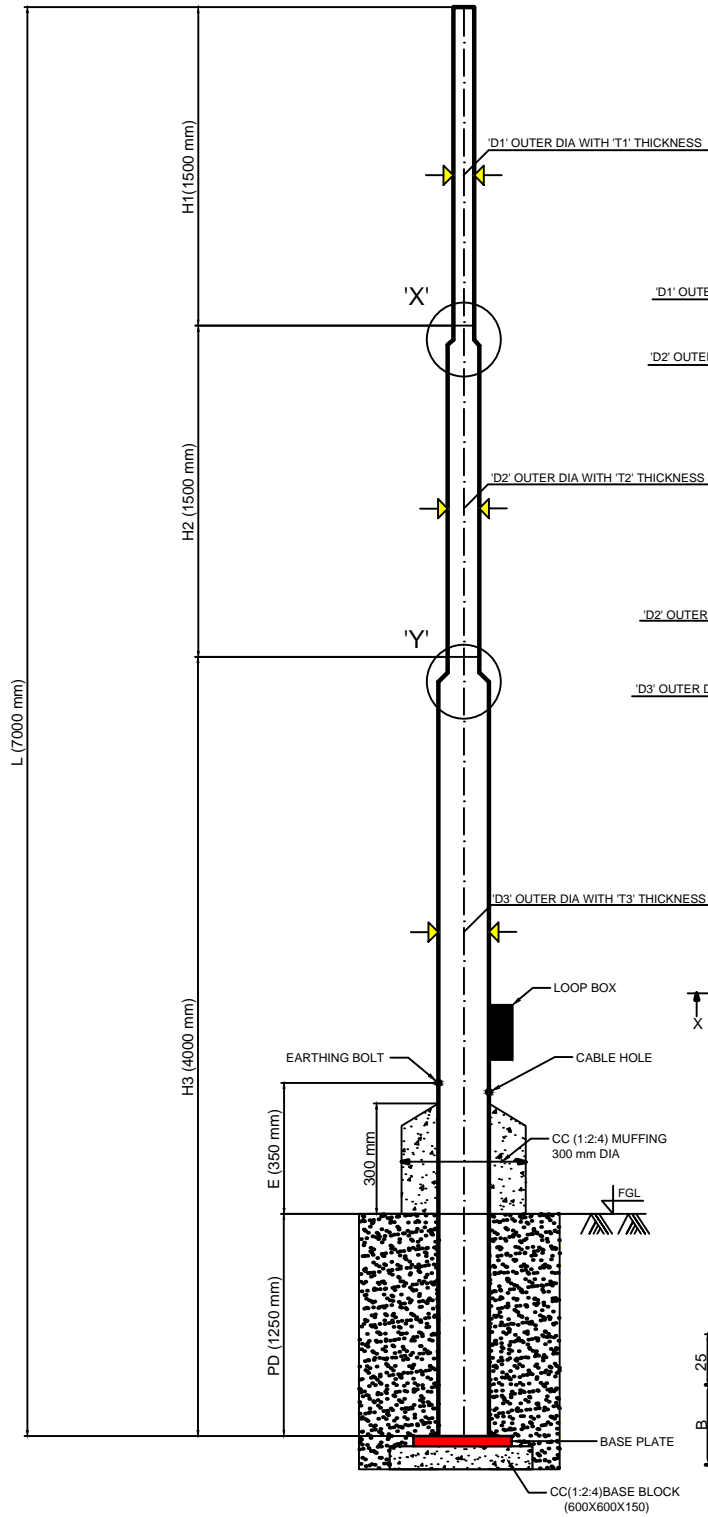 H1(1500 mm)
'D1' OUTER DIA WITH 'T1' THICKNESS
'X'
'D1' OUTE
'D2' OUTER
H2 (1500 mm)
'D2' OUTER DIA WITH 'T2' THICKNESS
'Y'
'D2' OUTER
'D3' OUTER D
L (7000 mm)
'D3' OUTER DIA WITH 'T3' THICKNESS
H3 (4000 mm)
LOOP BOX
X
EARTHING BOLT
CABLE HOLE
E (350 mm)
300 mm
CC (1:2:4) MUFFING
300 mm DIA
FGL
PD (1250 mm)
25
B
BASE PLATE
CC(1:2:4)BASE BLOCK
(600X600X150)